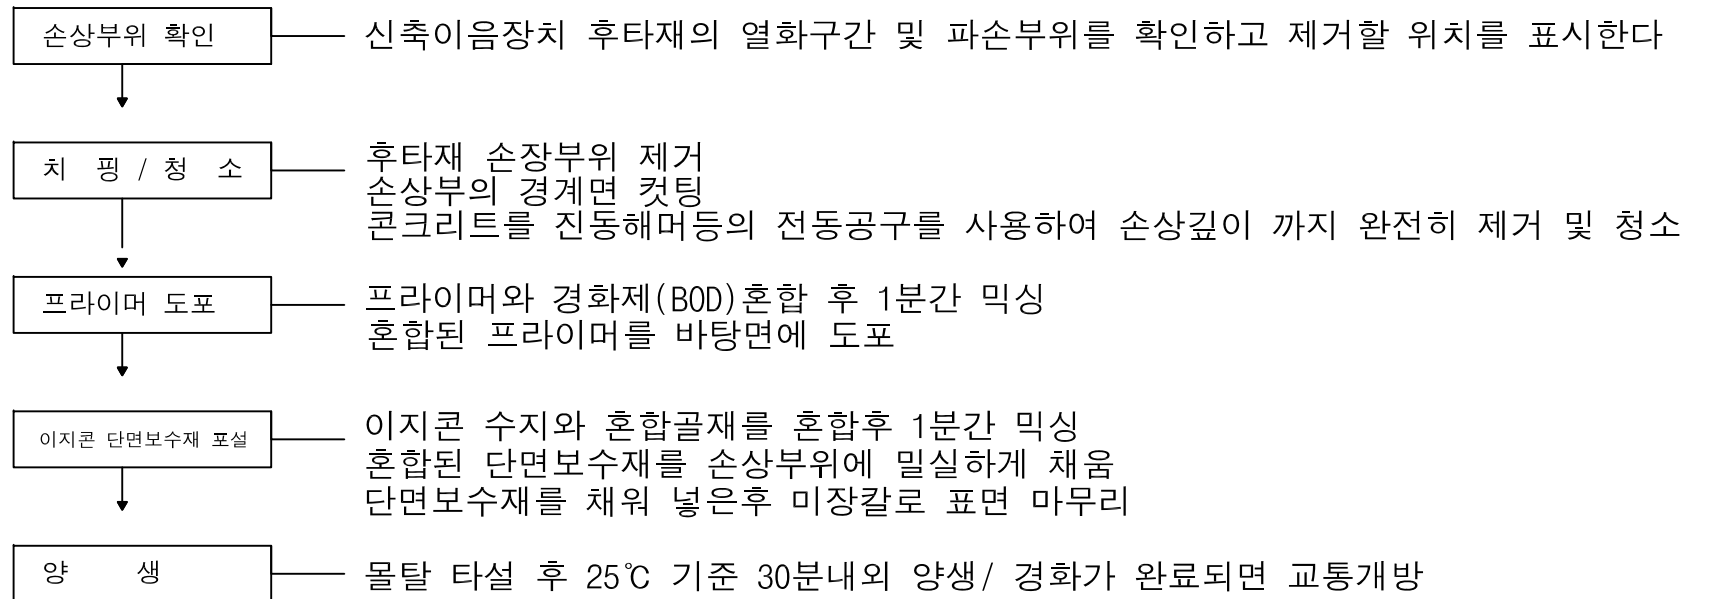 손상부위 확인
신축이음장치 후타재의 열화구간 및 파손부위를 확인하고 제거할 위치를 표시한다
치 핑 / 청 소
후타재 손장부위 제거
손상부의 경계면 컷팅
콘크리트를 진동해머등의 전동공구를 사용하여 손상깊이 까지 완전히 제거 및 청소
프라이머 도포
프라이머와 경화제(BOD)혼합 후 1분간 믹싱
혼합된 프라이머를 바탕면에 도포
이지콘 단면보수재 포설
이지콘 수지와 혼합골재를 혼합후 1분간 믹싱
혼합된 단면보수재를 손상부위에 밀실하게 채움
단면보수재를 채워 넣은후 미장칼로 표면 마무리
양 생
몰탈 타설 후 25℃ 기준 30분내외 양생/ 경화가 완료되면 교통개방